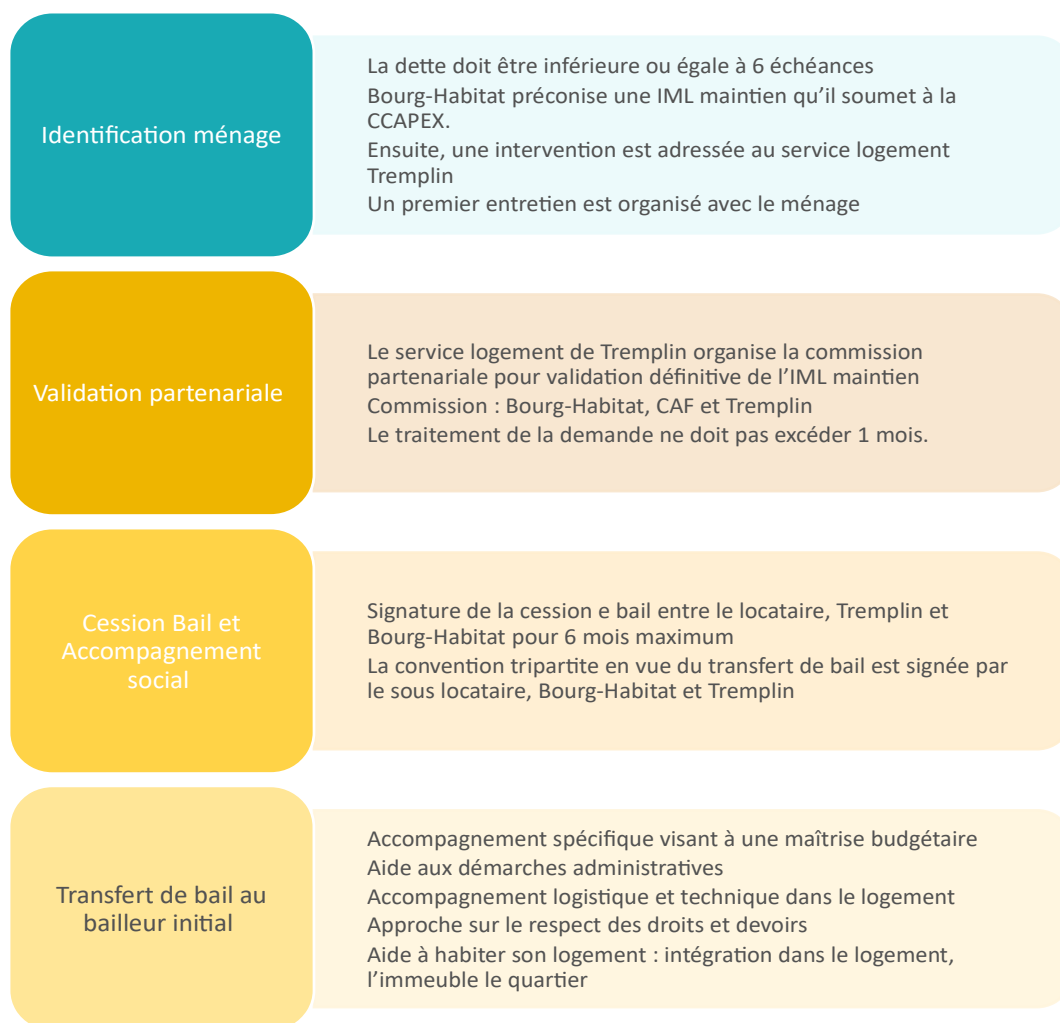 Identification ménage
La dette doit être inférieure ou égale à 6 échéances
Bourg-Habitat préconise une IML maintien qu'il soumet à la
CCAPEX.
Ensuite, une intervention est adressée au service logement
Tremplin
Un premier entretien est organisé avec le ménage
Validation partenariale
Le service logement de Tremplin organise la commission
partenariale pour validation définitive de l'IML maintien
Commission : Bourg-Habitat, CAF et Tremplin
Le traitement de la demande ne doit pas excéder 1 mois.
Cession Bail et
Accompagnement
social
Signature de la cession e bail entre le locataire, Tremplin et
Bourg-Habitat pour 6 mois maximum
La convention tripartite en vue du transfert de bail est signée par
le sous locataire, Bourg-Habitat et Tremplin
Transfert de bail au
bailleur initial
Accompagnement spécifique visant à une maîtrise budgétaire
Aide aux démarches administratives
Accompagnement logistique et technique dans le logement
Approche sur le respect des droits et devoirs
Aide à habiter son logement : intégration dans le logement,
l'immeuble le quartier